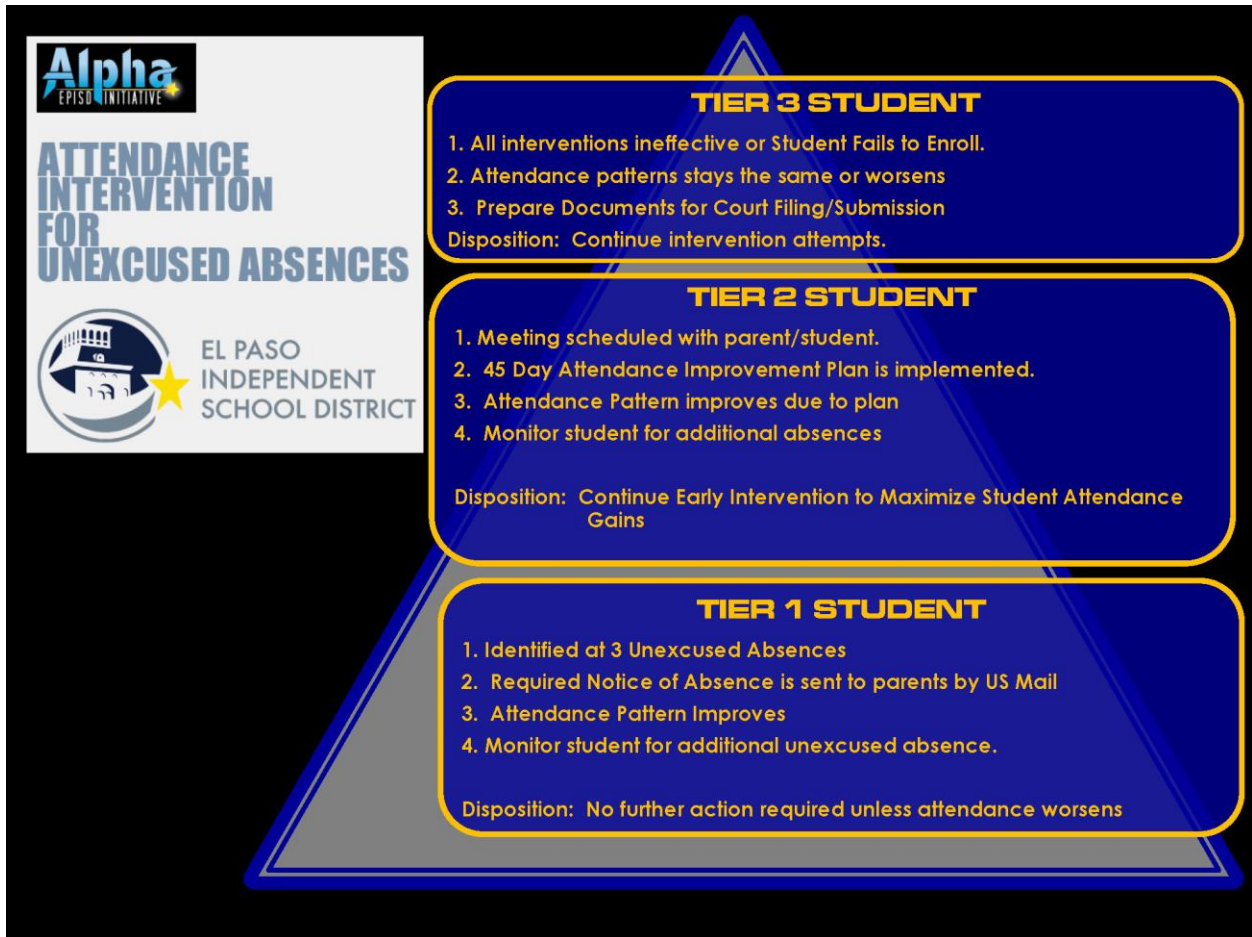 Alpha
EPISD INITIATIVE
ATTENDANCE
INTERVENTION
FOR
UNEXCUSED ABSENCES
EL PASO
INDEPENDENT
SCHOOL DISTRICT
TIER 3 STUDENT
1. All interventions ineffective or Student Fails to Enroll.
2. Attendance patterns stays the same or worsens
3. Prepare Documents for Court Filing/Submission
Disposition: Continue intervention attempts.
TIER 2 STUDENT
1. Meeting scheduled with parent/student.
2. 45 Day Attendance Improvement Plan is implemented.
3. Attendance Pattern improves due to plan
4. Monitor student for additional absences
Disposition: Continue Early Intervention to Maximize Student Attendance
Gains
TIER 1 STUDENT
1. Identified at 3 Unexcused Absences
2. Required Notice of Absence is sent to parents by US Mail
3. Attendance Pattern Improves
4. Monitor student for additional unexcused absence.
Disposition: No further action required unless attendance worsens